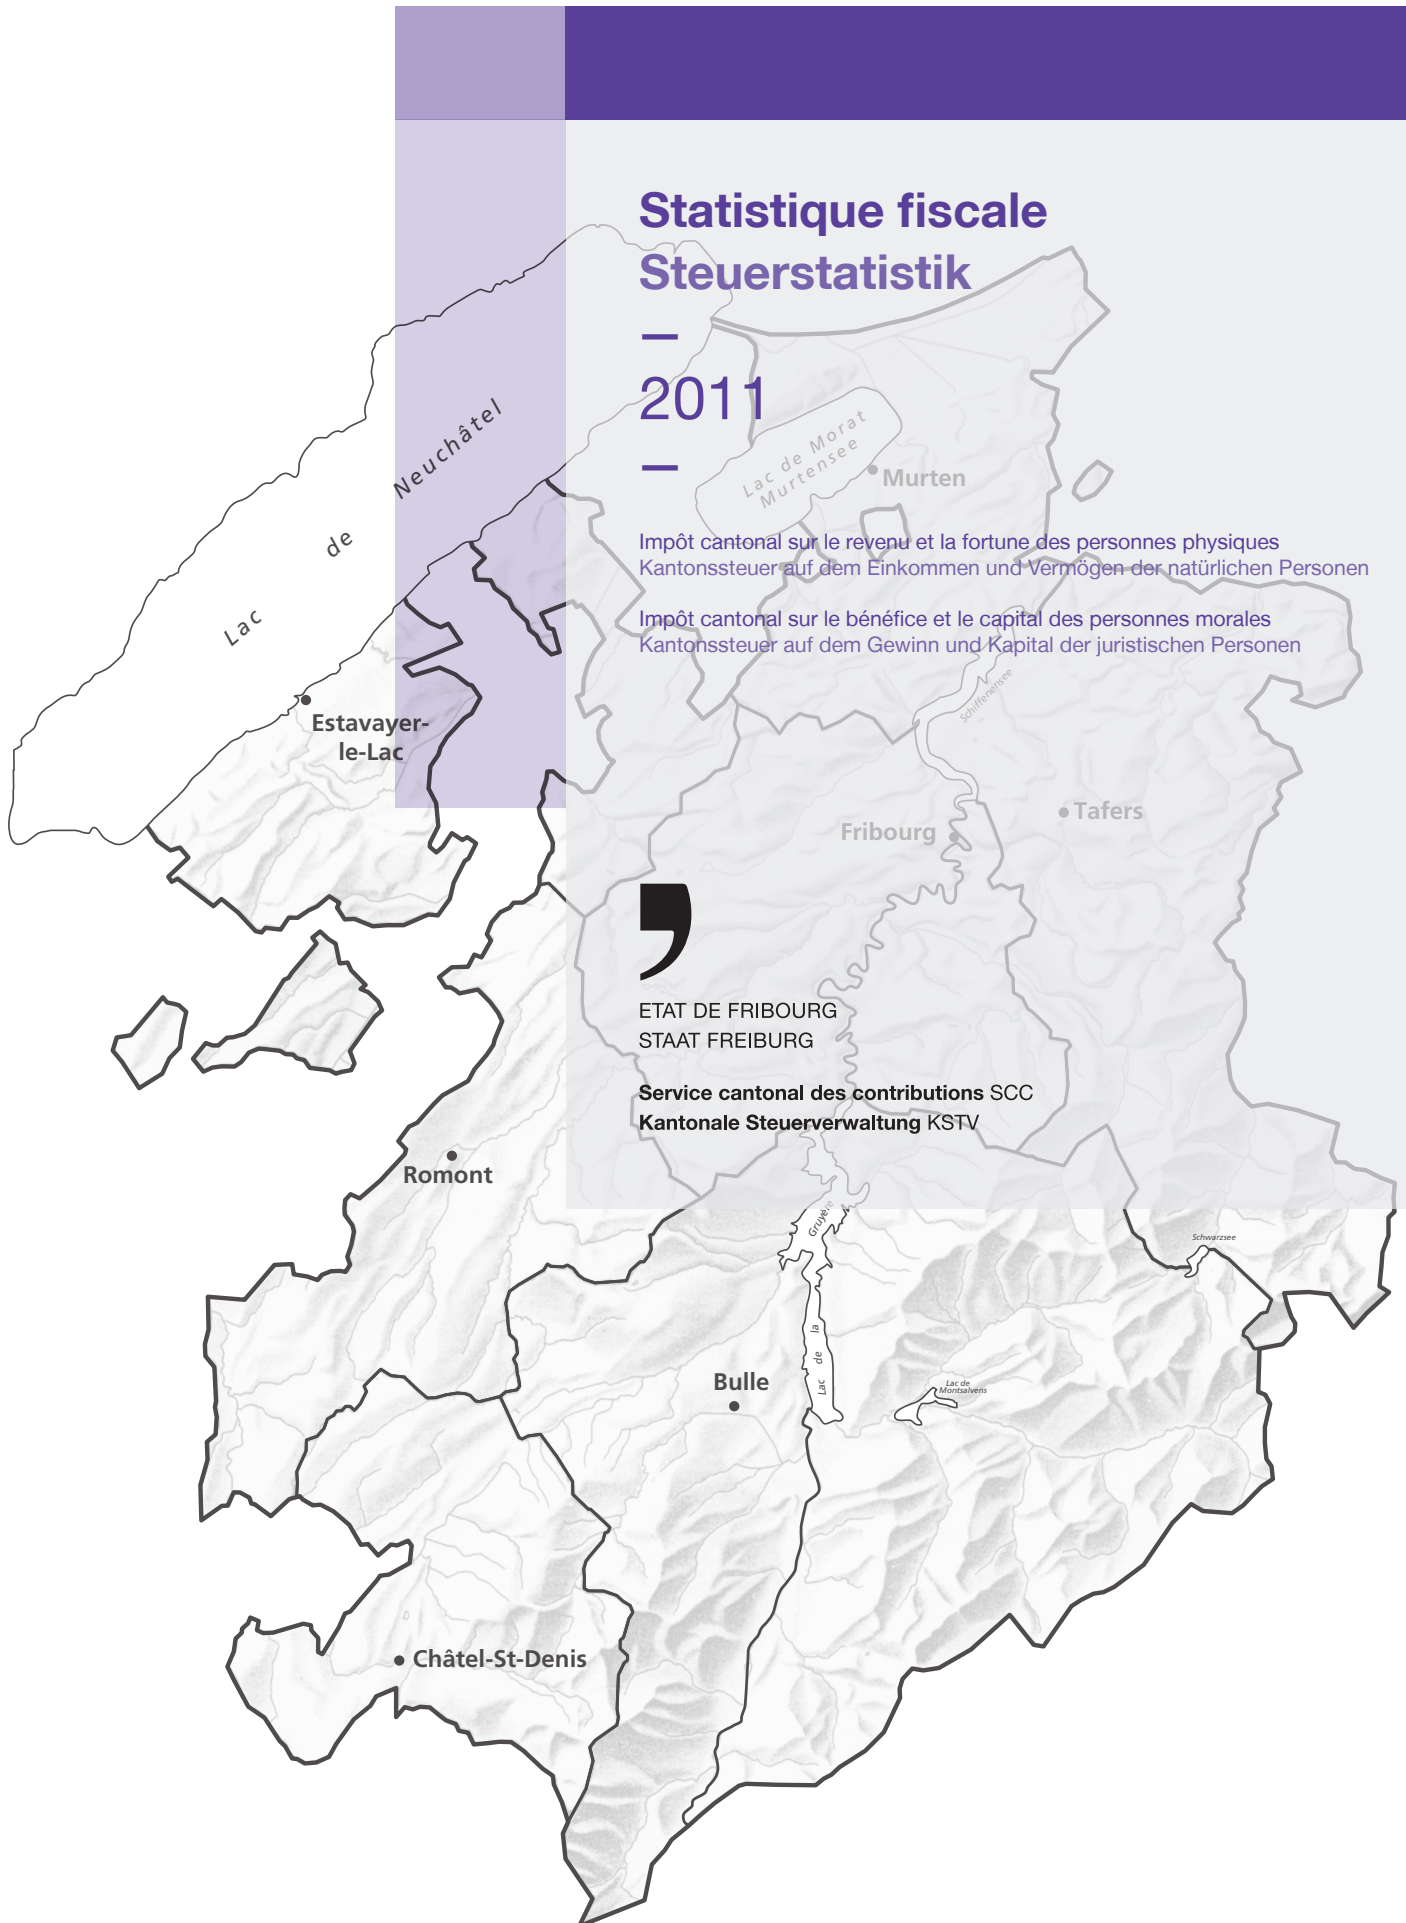 Statistique fiscale
Steuerstatistik
2011
Impôt cantonal sur le revenu et la fortune des personnes physiques
Kantonssteuer auf dem Einkommen und Vermögen der natürlichen Personen
Impôt cantonal sur le bénéfice et le capital des personnes morales
Kantonssteuer auf dem Gewinn und Kapital der juristischen Personen
ETAT DE FRIBOURG
STAAT FREIBURG
Service cantonal des contributions SCC
Kantonale Steuerverwaltung KSTV
Lac de Neuchâtel
Lac de Morat
Murtensee
Murten
Schiffenensee
Estavayer-
le-Lac
Tafers
Fribourg
Romont
Schwarzsee
Lac de la Gruyère
Bulle
Lac de
Montsalvens
Châtel-St-Denis